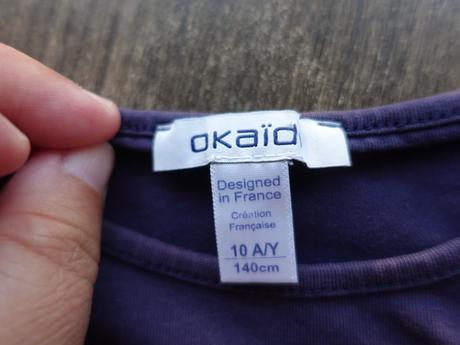 okaïdi
Designed
in France
Création
Française
10 A/Y
140cm